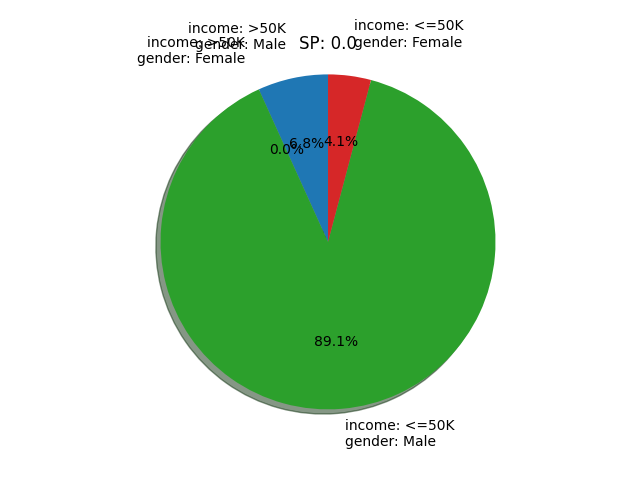 income: >50K
gender: Male
income: >50K
gender: Female
SP: 0.0
income: <=50K
gender: Female
0.0%
6.8%
4.1%
89.1%
income: <=50K
gender: Male